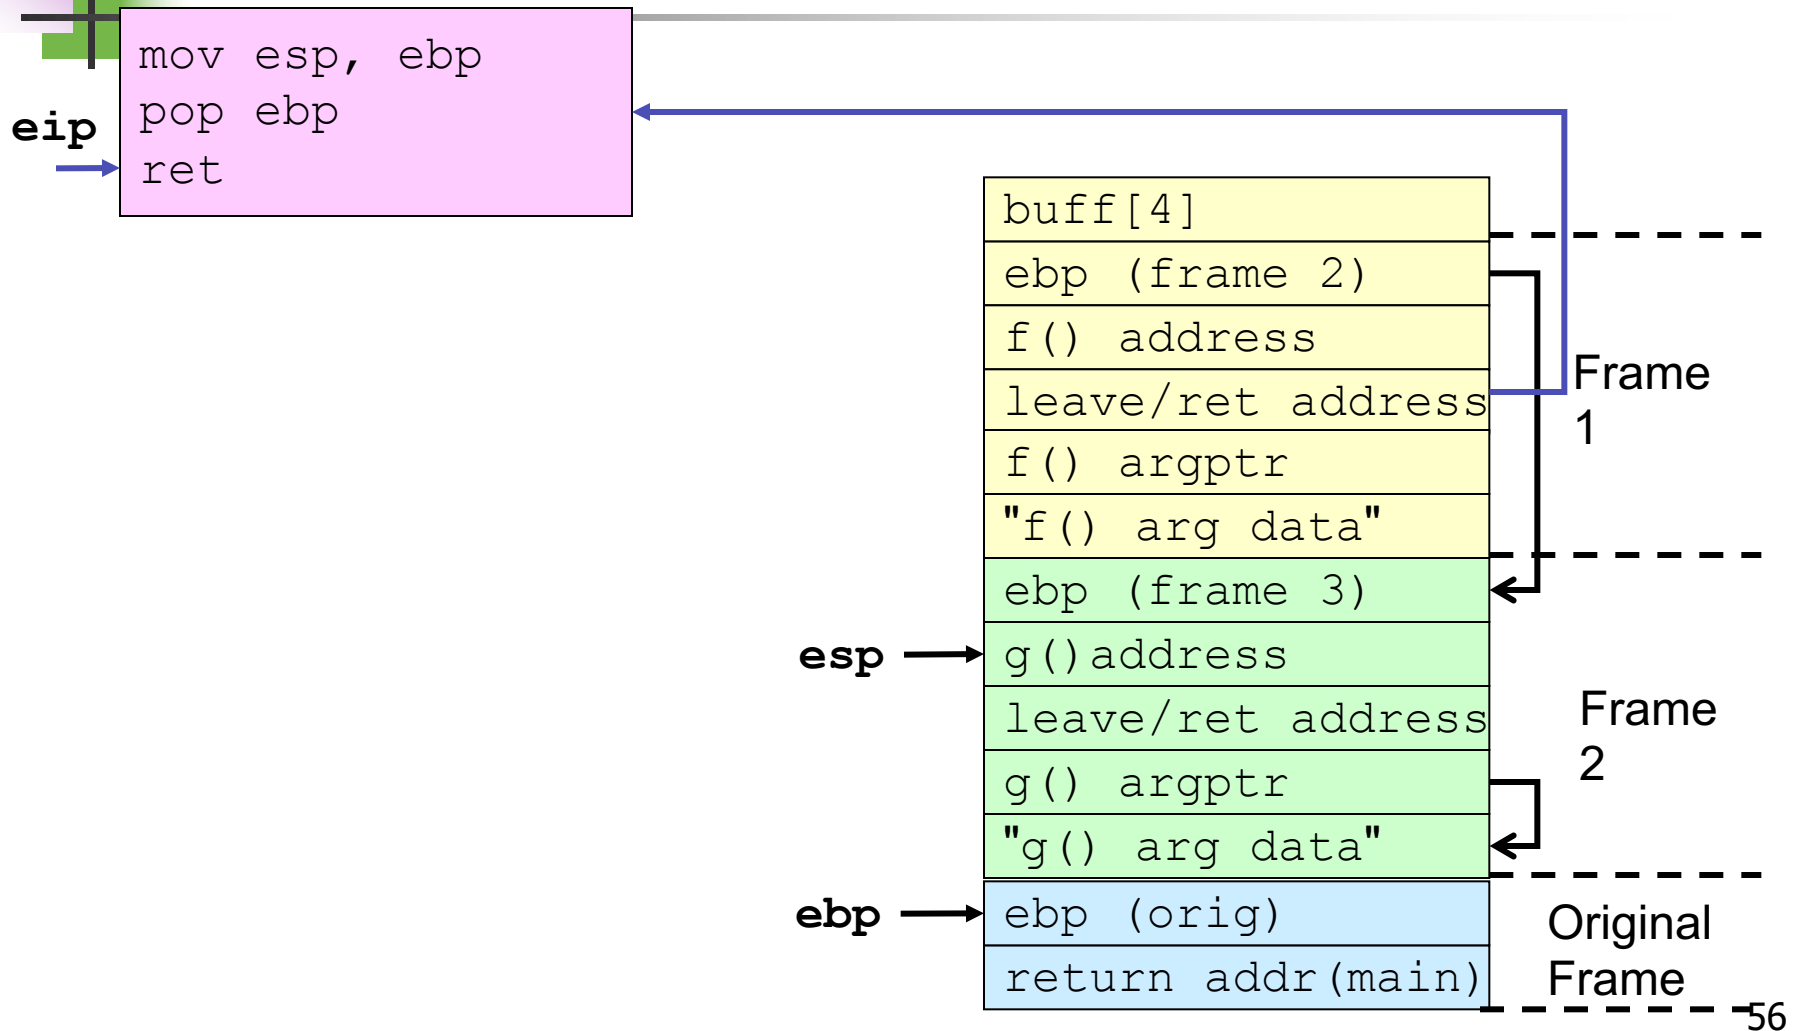 mov esp, ebp
pop ebp
ret
eip
buff[4]
ebp (frame 2)
f() address
leave/ret address
f() argptr
"f() arg data"
Frame
1
ebp (frame 3)
esp
g()address
leave/ret address
g() argptr
"g() arg data"
Frame
2
ebp
ebp (orig)
return addr(main)
Original
Frame
56